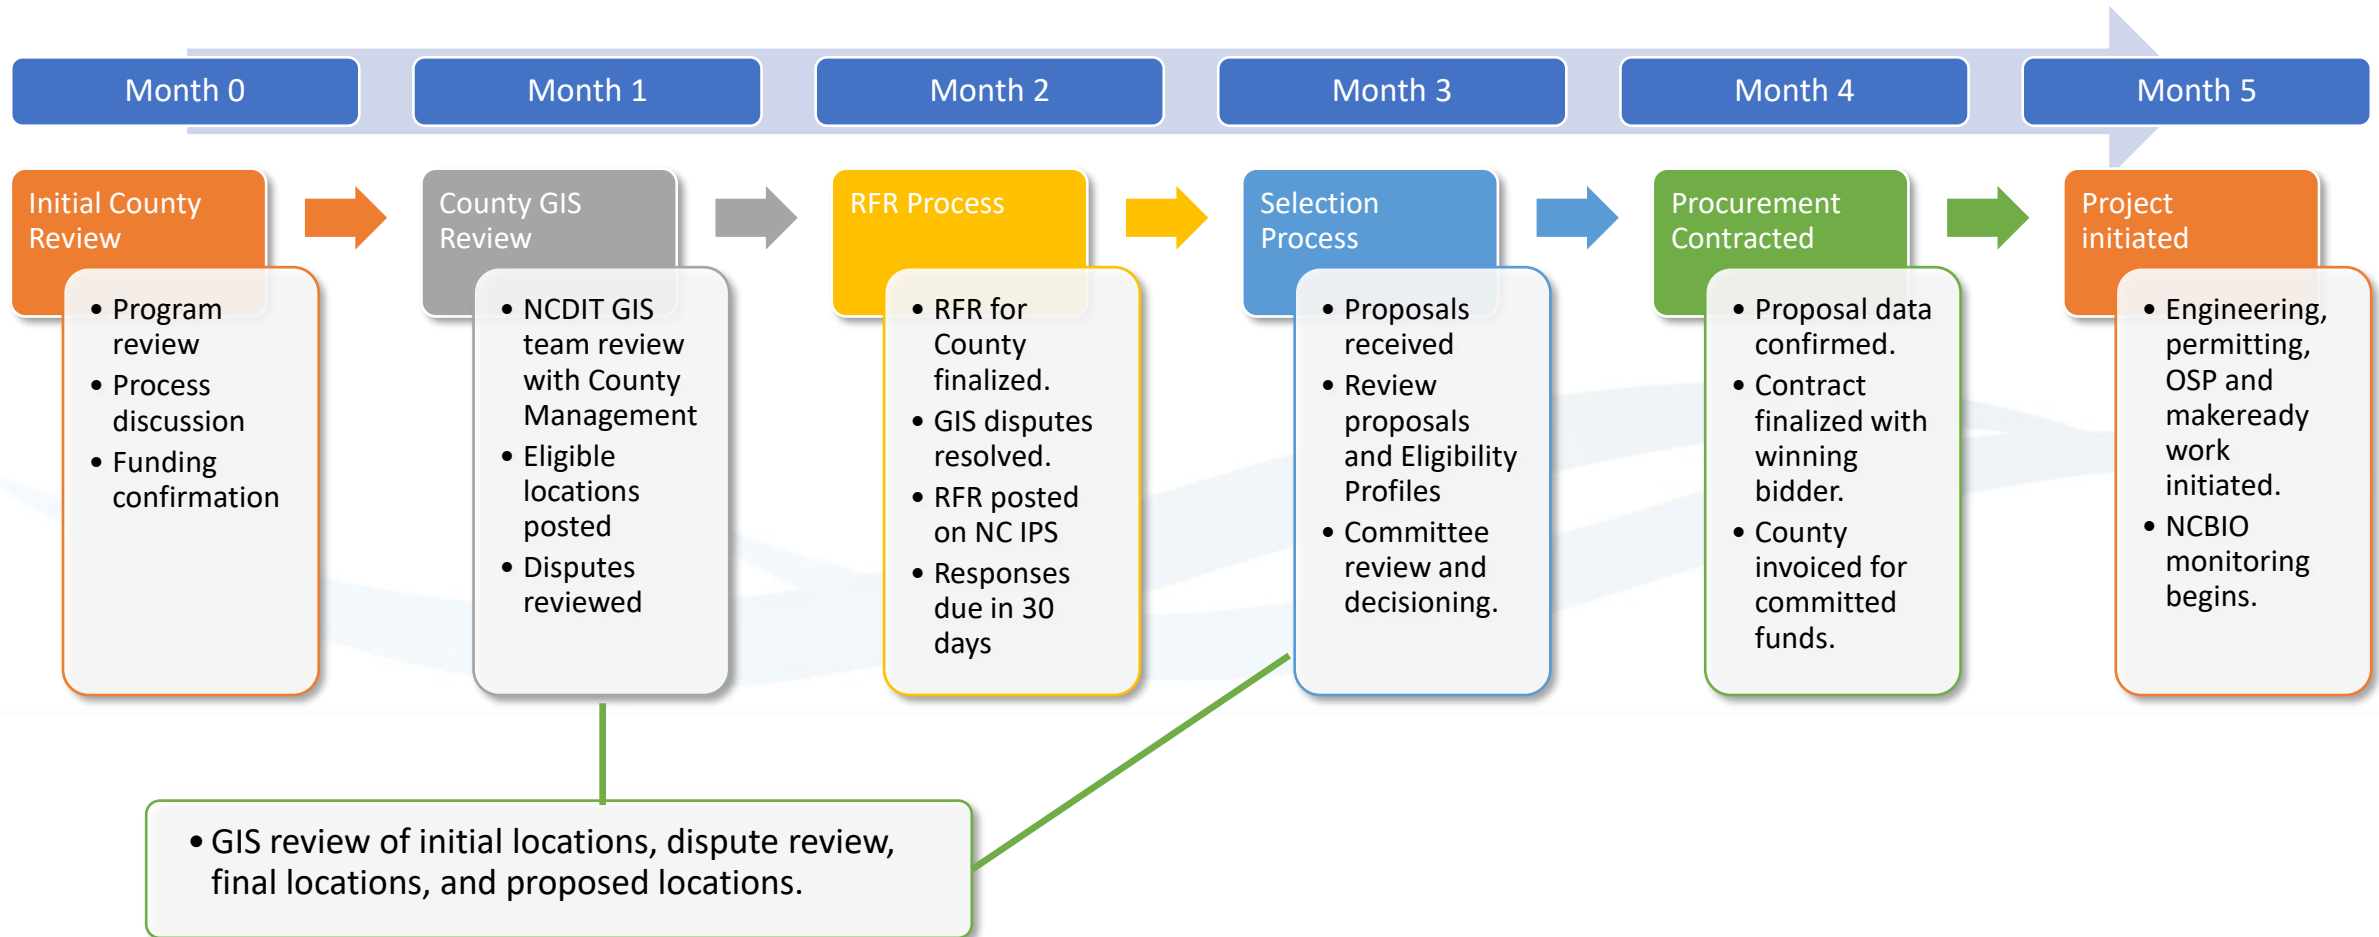 Month 0
Month 1
Month 2
Month 3
Month 4
Month 5
Initial County
Review
• Program
review
• Process
discussion
• Funding
confirmation
County GIS
Review
• NCDIT GIS
team review
with County
Management
• Eligible
locations
posted
• Disputes
reviewed
RFR Process
• RFR for
County
finalized.
• GIS disputes
resolved.
• RFR posted
on NC IPS
• Responses
due in 30
days
Selection
Process
• Proposals
received
• Review
proposals
and Eligibility
Profiles
• Committee
review and
decisioning.
Procurement
Contracted
• Proposal data
confirmed.
• Contract
finalized with
winning
bidder.
• County
invoiced for
committed
funds.
Project
initiated
• Engineering,
permitting,
OSP and
makeready
work
initiated.
• NCBIO
monitoring
begins.
• GIS review of initial locations, dispute review,
final locations, and proposed locations.